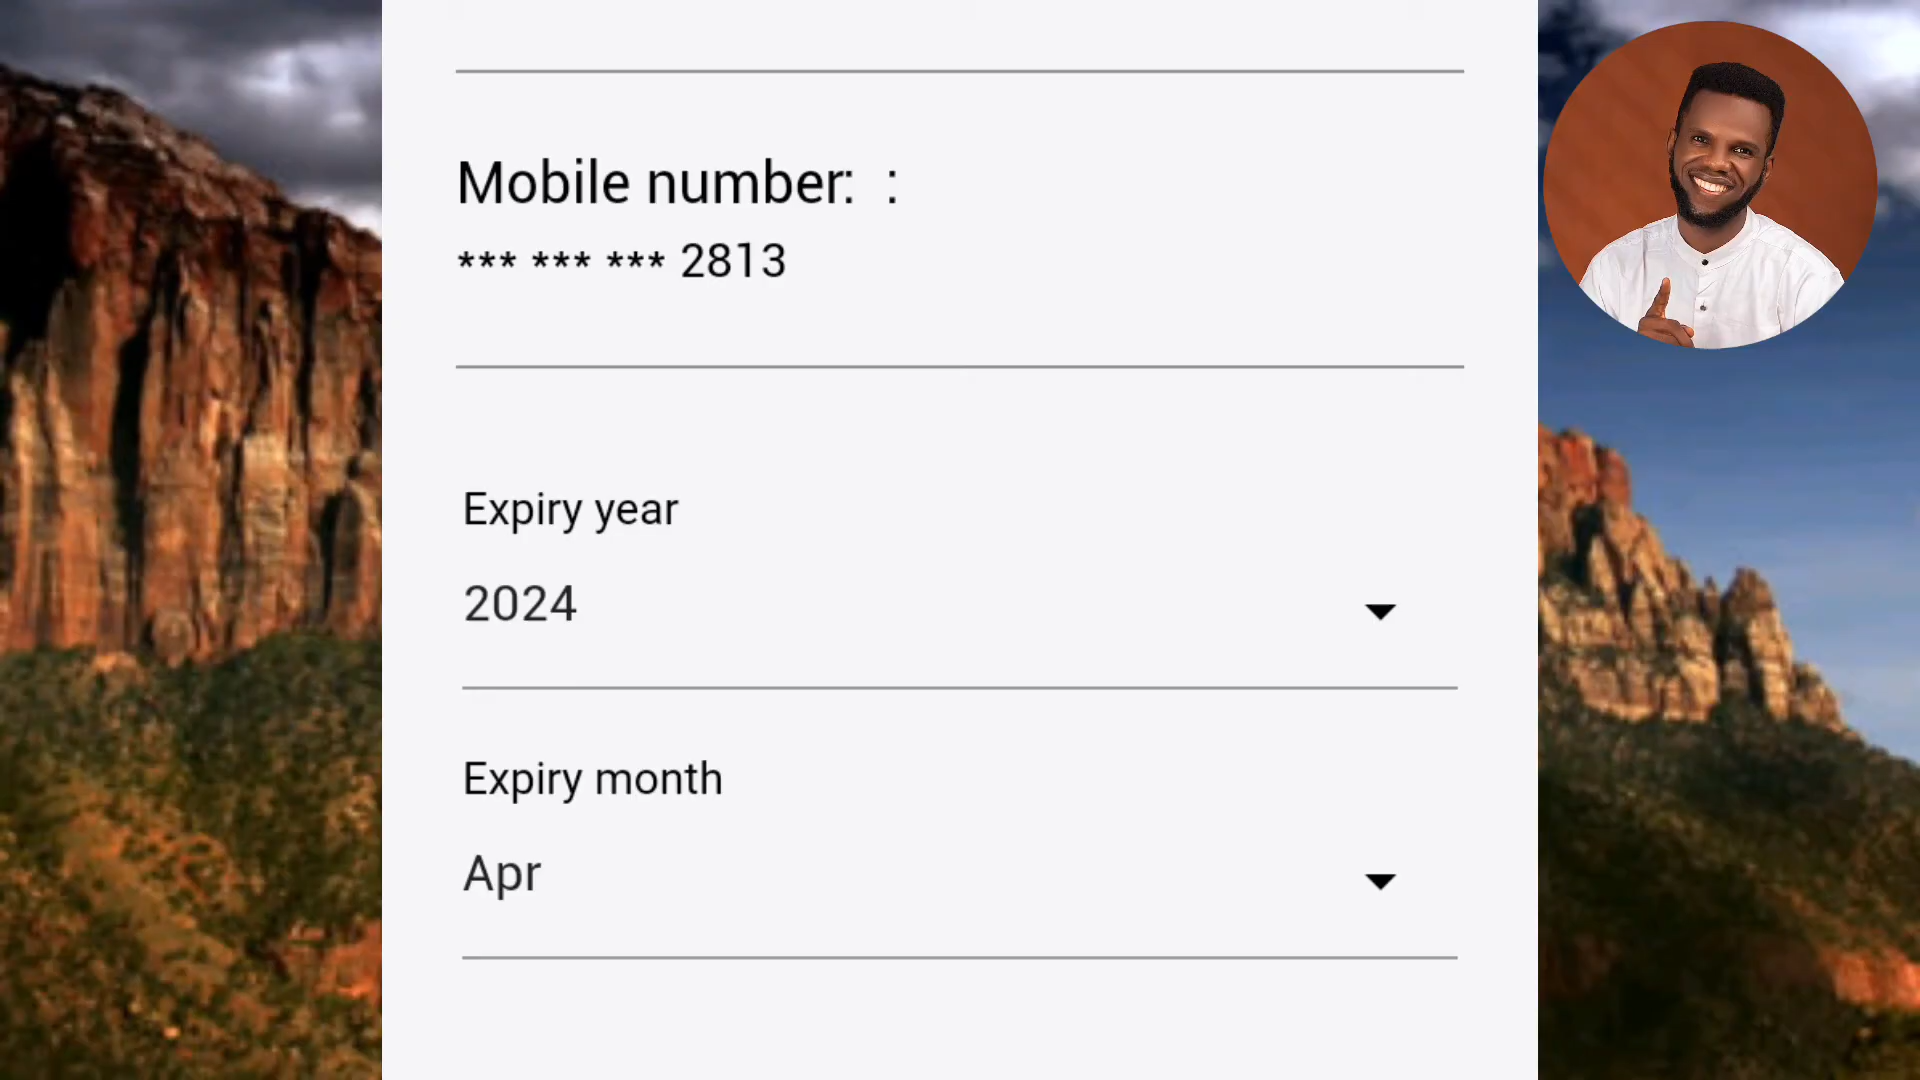 Mobile number:  :
*** *** *** 2813
Expiry year
2024
Expiry month
Apr